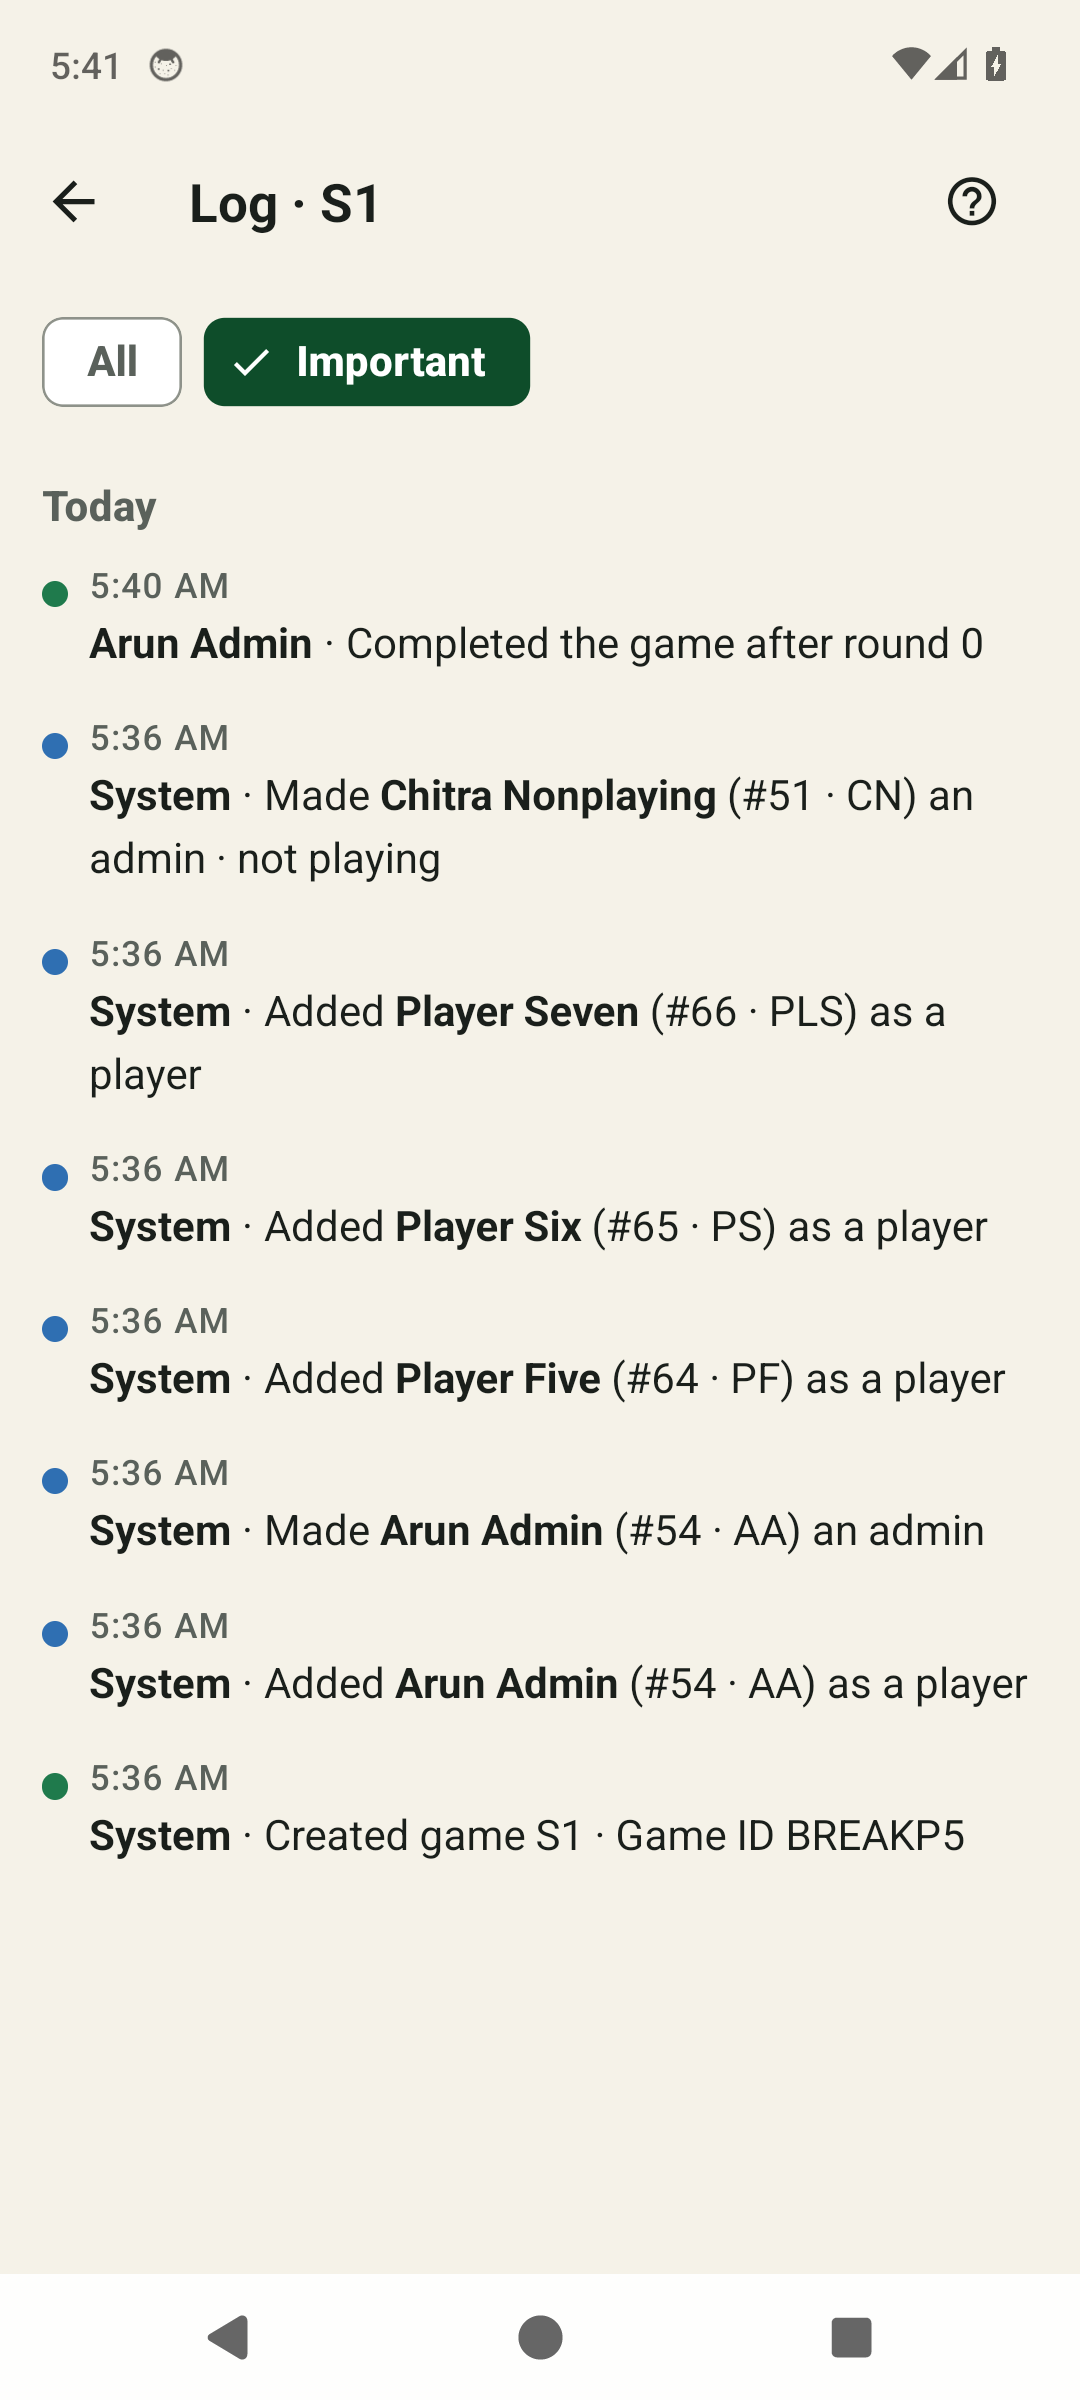 5:41
Log · S1
All
Important
Today
5:40 AM
Arun Admin · Completed the game after round 0
5:36 AM
System · Made Chitra Nonplaying (#51 · CN) an
admin · not playing
5:36 AM
System · Added Player Seven (#66 · PLS) as a
player
5:36 AM
System · Added Player Six (#65 · PS) as a player
5:36 AM
System · Added Player Five (#64 · PF) as a player
5:36 AM
System · Made Arun Admin (#54 · AA) an admin
5:36 AM
System · Added Arun Admin (#54 · AA) as a player
5:36 AM
System · Created game S1 · Game ID BREAKP5